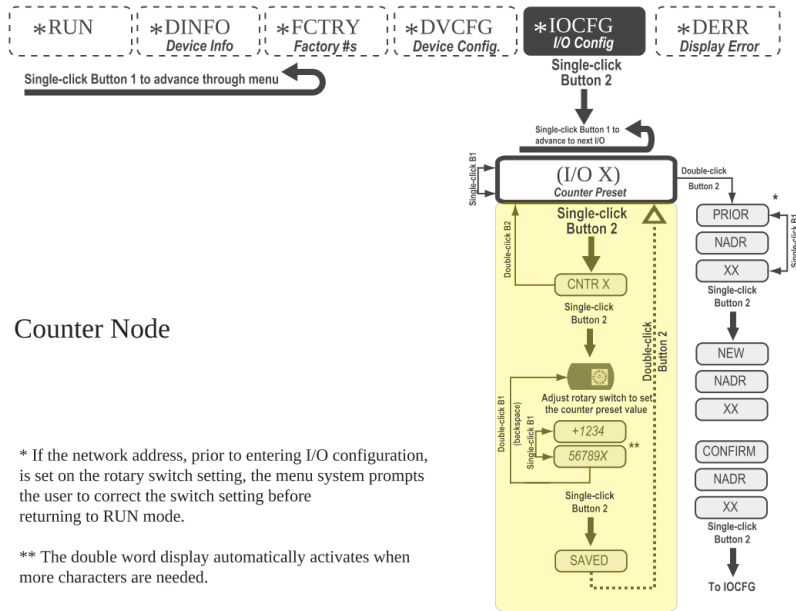 *RUN
*DINFO
Device Info
*FCTRY
Factory #s
*DVCFG
Device Config.
*IOCFG
I/O Config
*DERR
Display Error
Single-click Button 1 to advance through menu
Single-click
Button 2
Single-click Button 1 to
advance to next I/O
Single-click B1
(I/O X)
Counter Preset
Double-click
Button 2
Single-click
Button 2
Double-click B2
CNTR X
Single-click
Button 2
Double-click
Button 2
Adjust rotary switch to set
the counter preset value
Double-click B1
(backspace)
Single-click B1
+1234
56789X
**
Single-click
Button 2
SAVED
*
PRIOR
NADR
XX
Single-click B1
Single-click
Button 2
NEW
NADR
XX
CONFIRM
NADR
XX
Single-click
Button 2
To IOCFG
Counter Node
* If the network address, prior to entering I/O configuration,
is set on the rotary switch setting, the menu system prompts
the user to correct the switch setting before
returning to RUN mode.
** The double word display automatically activates when
more characters are needed.